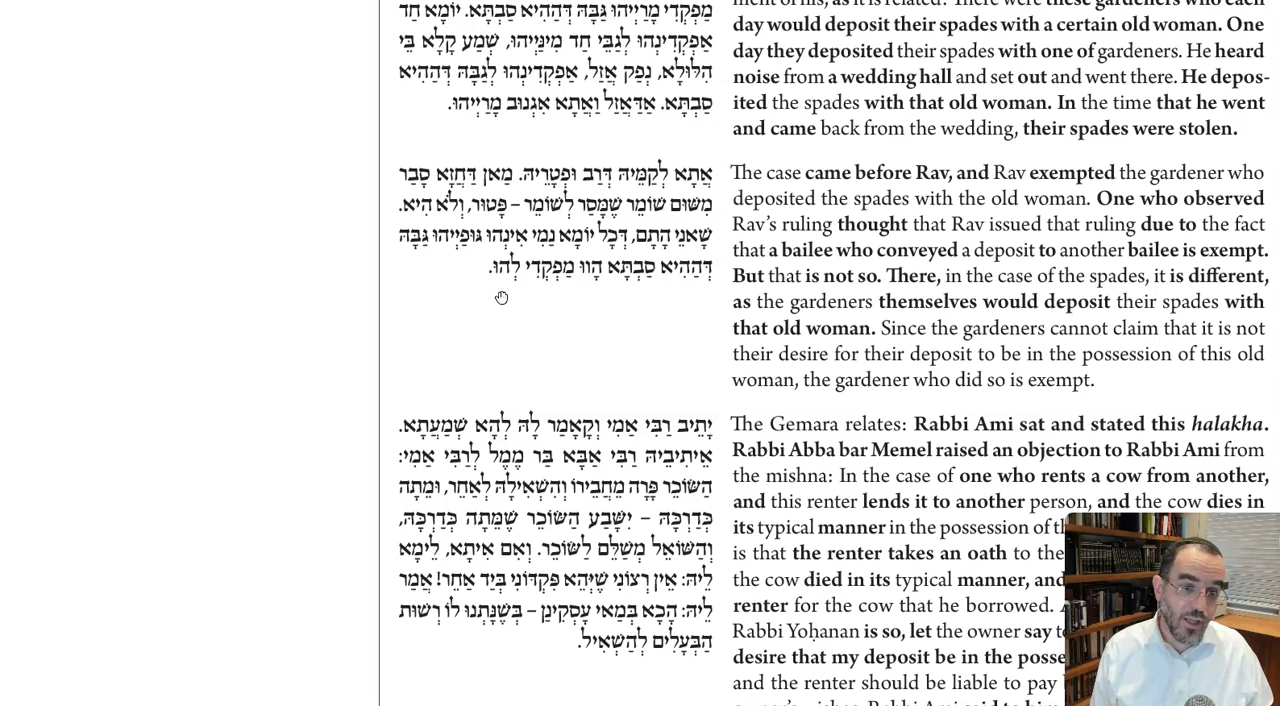 מַפְקְדִי מָרַיְיהוּ גַּבַּהּ דְּהַהִיא סָבְתָּא. יוֹמָא חַד
אַפְקְדִינְהוּ לְגַבֵּי חַד מִינַּיְיהוּ, שְׁמַע קָלָא בֵּי
הִלּוּלָא, נְפַק אֲזַל, אַפְקְדִינְהוּ לְגַבַּהּ דְּהַהִיא
סָבְתָּא. אַדַּאֲזַל וַאֲתָא אִגְּנוּב מָרַיְיהוּ.
אֲתָא לְקַמֵּיהּ דְּרַב וּפַטְרֵיהּ. מַאן דַּחֲזָא סָבַר
מִשּׁוּם שׁוֹמֵר שֶׁמָּסַר לְשׁוֹמֵר – פָּטוּר, וְלֹא הִיא.
שָׁאנֵי הָתָם, דְּכָל יוֹמָא נַמִי אִינְהוּ גּוּפַיְיהוּ גַּבַּהּ
דְּהַהִיא סָבְתָּא הָווּ מַפְקְדִי לְהוּ.
יָתֵיב רַבִּי אַמֵּי וְקָאָמַר לָהּ לְהָא שְׁמַעְתָּא.
אֵיתִיבֵיהּ רַבִּי אַבָּא בַּר מֶמֶל לְרַבִּי אַמֵּי:
הַשּׂוֹכֵר פָּרָה מֵחֲבֵירוֹ וְהִשְׁאִילָהּ לְאַחֵר, וּמֵתָה
כְּדַרְכָּהּ – יִשָּׁבַע הַשּׂוֹכֵר שֶׁמֵּתָה כְּדַרְכָּהּ,
וְהַשּׁוֹאֵל מְשַׁלֵּם לַשּׂוֹכֵר. וְאִם אִיתָא, לֵימָא
לֵיהּ: אֵין רְצוֹנִי שֶׁיְּהֵא פִּקְדוֹנִי בְּיַד אַחֵר! אֲמַר
לֵיהּ: הָכָא בְּמַאי עָסְקִינַן – בְּשֶׁנָּתְנוּ לוֹ רְשׁוּת
הַבְּעָלִים לְהַשְׁאִיל.
day would deposit their spades with a certain old woman. One
day they deposited their spades with one of gardeners. He heard
noise from a wedding hall and set out and went there. He depos-
ited the spades with that old woman. In the time that he went
and came back from the wedding, their spades were stolen.
The case came before Rav, and Rav exempted the gardener who
deposited the spades with the old woman. One who observed
Rav's ruling thought that Rav issued that ruling due to the fact
that a bailee who conveyed a deposit to another bailee is exempt.
But that is not so. There, in the case of the spades, it is different,
as the gardeners themselves would deposit their spades with
that old woman. Since the gardeners cannot claim that it is not
their desire for their deposit to be in the possession of this old
woman, the gardener who did so is exempt.
The Gemara relates: Rabbi Ami sat and stated this halakha.
Rabbi Abba bar Memel raised an objection to Rabbi Ami from
the mishna: In the case of one who rents a cow from another,
and this renter lends it to another person, and the cow dies in
its typical manner in the possession of
is that the renter takes an oath to the
the cow died in its typical manner, and
renter for the cow that he borrowed.
Rabbi Yoḥanan is so, let the owner say
desire that my deposit be in the
and the renter should be liable to pay